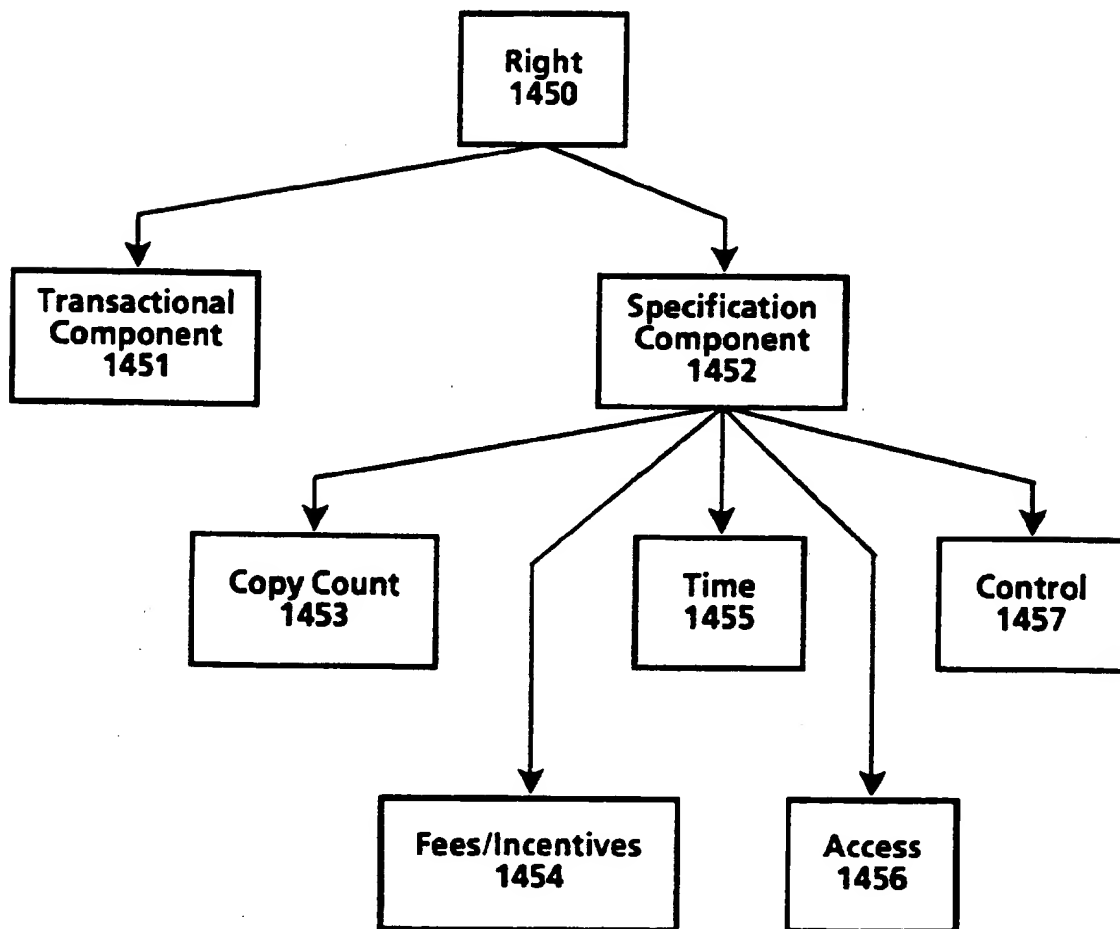 Right
1450
Transactional
Component
1451
Specification
Component
1452
Copy Count
1453
Time
1455
Control
1457
Fees/Incentives
1454
Access
1456